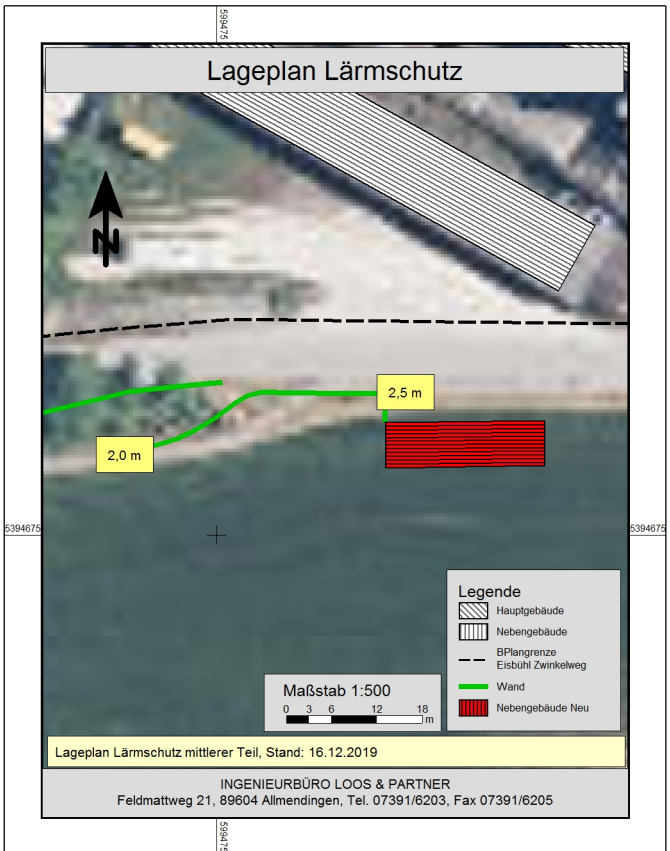 599475
Lageplan Lärmschutz
N
2,5 m
2,0 m
5394675
5394675
Legende
Hauptgebäude
Nebengebäude
BPlangrenze
Eisbühl Zwinkelweg
Wand
Nebengebäude Neu
Maßstab 1:500
0 3 6 12 18
m
Lageplan Lärmschutz mittlerer Teil, Stand: 16.12.2019
INGENIEURBÜRO LOOS & PARTNER
Feldmattweg 21, 89604 Allmendingen, Tel. 07391/6203, Fax 07391/6205
599475